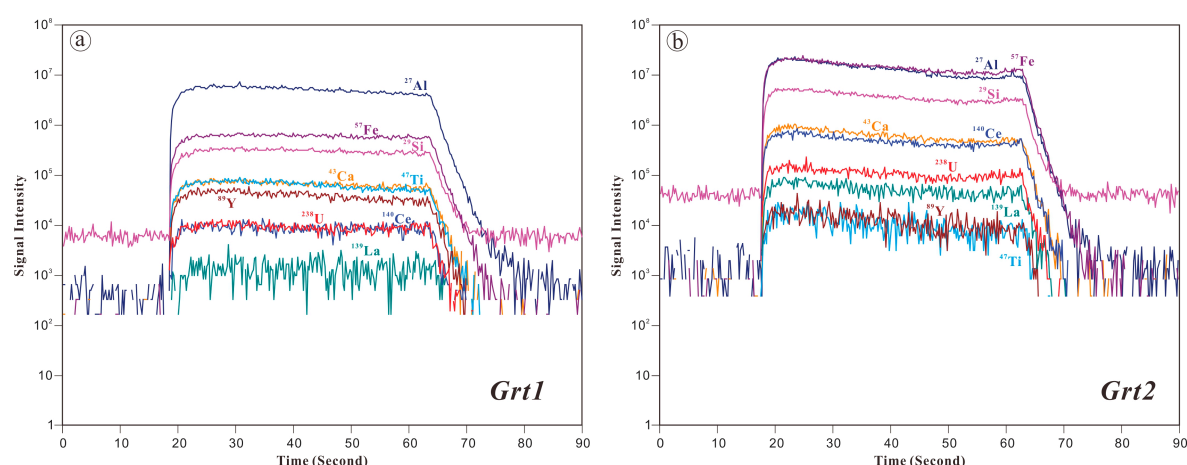 a
10⁸
10⁷
10⁶
10⁵
10⁴
10³
10²
10
1
Signal Intensity
²⁷Al
⁵⁷Fe
²⁹Si
⁴³Ca
⁴⁷Ti
⁸⁹Y
²³⁸U
¹⁴⁰Ce
¹³⁹La
Grt1
0 10 20 30 40 50 60 70 80 90
Time (Second)
b
10⁸
10⁷
10⁶
10⁵
10⁴
10³
10²
10
1
Signal Intensity
⁵⁷Fe
²⁷Al
²⁹Si
⁴³Ca
¹⁴⁰Ce
²³⁸U
¹³⁹La
⁸⁹Y
⁴⁷Ti
Grt2
0 10 20 30 40 50 60 70 80 90
Time (Second)